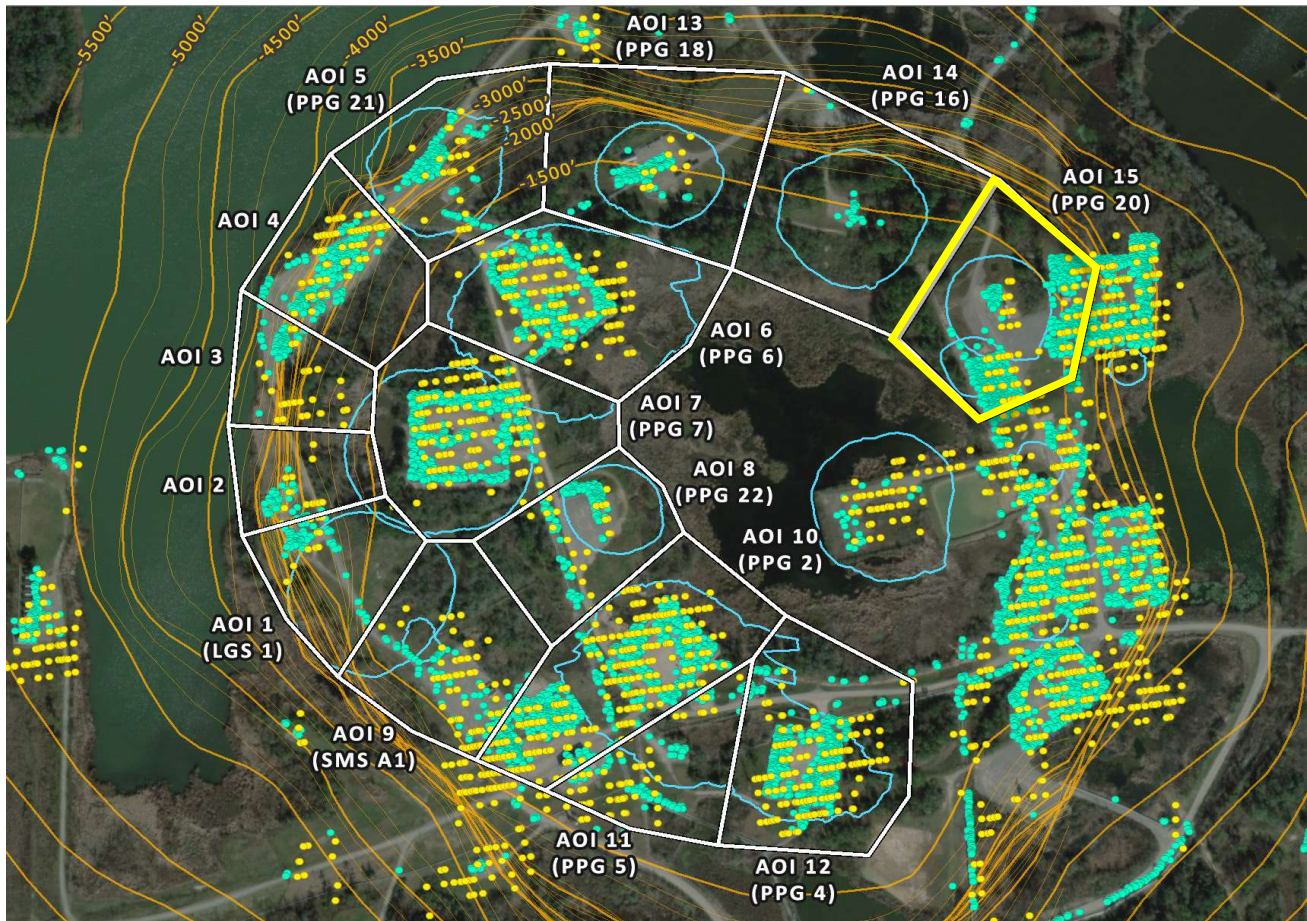 -5500'
-5000'
-4500'
-4000'
-3500'
-3000'
-2500'
-2000'
-1500'
AOI 13
(PPG 18)
AOI 5
(PPG 21)
AOI 14
(PPG 16)
AOI 15
(PPG 20)
AOI 4
AOI 3
AOI 6
(PPG 6)
AOI 7
(PPG 7)
AOI 2
AOI 8
(PPG 22)
AOI 10
(PPG 2)
AOI 1
(LGS 1)
AOI 9
(SMS A1)
AOI 11
(PPG 5)
AOI 12
(PPG 4)